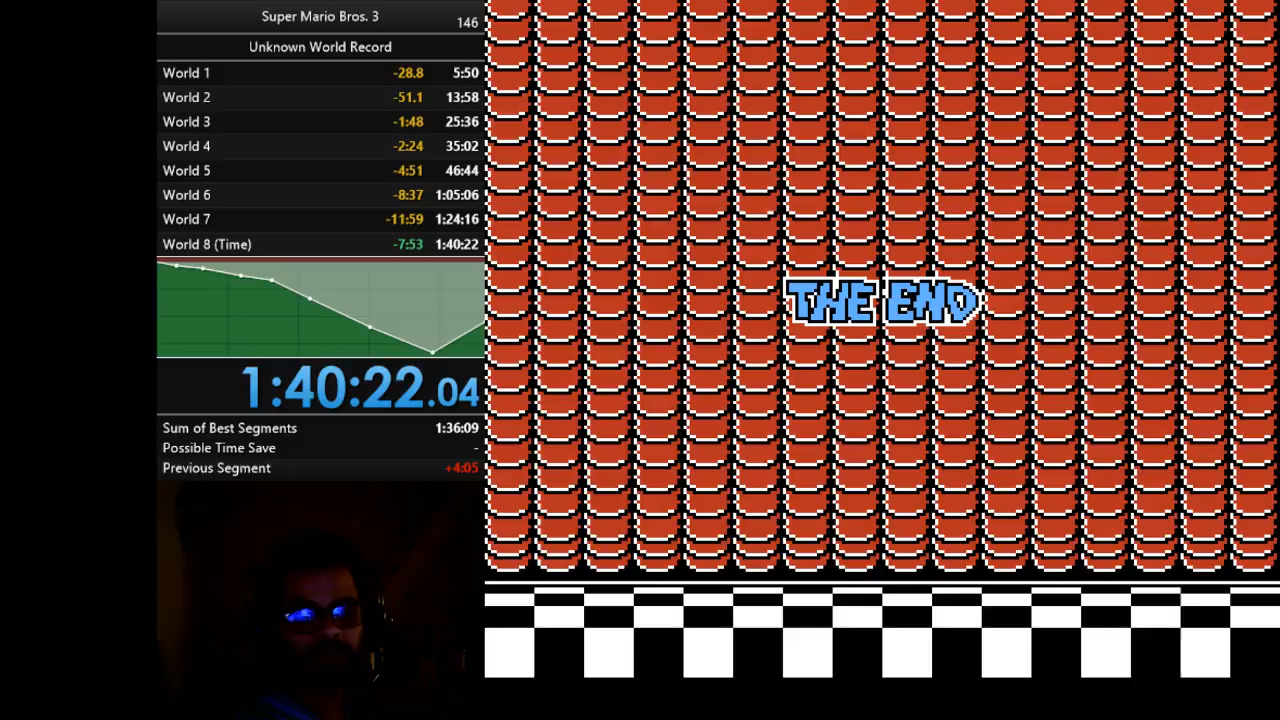 Super Mario Bros. 3
146
Unknown World Record
World 1 -28.8 5:50
World 2 -51.1 13:58
World 3 -1:48 25:36
World 4 -2:24 35:02
World 5 -4:51 46:44
World 6 -8:37 1:05:06
World 7 -11:59 1:24:16
World 8 (Time) -7:53 1:40:22
1:40:22.04
Sum of Best Segments 1:36:09
Possible Time Save -
Previous Segment +4:05
THE END